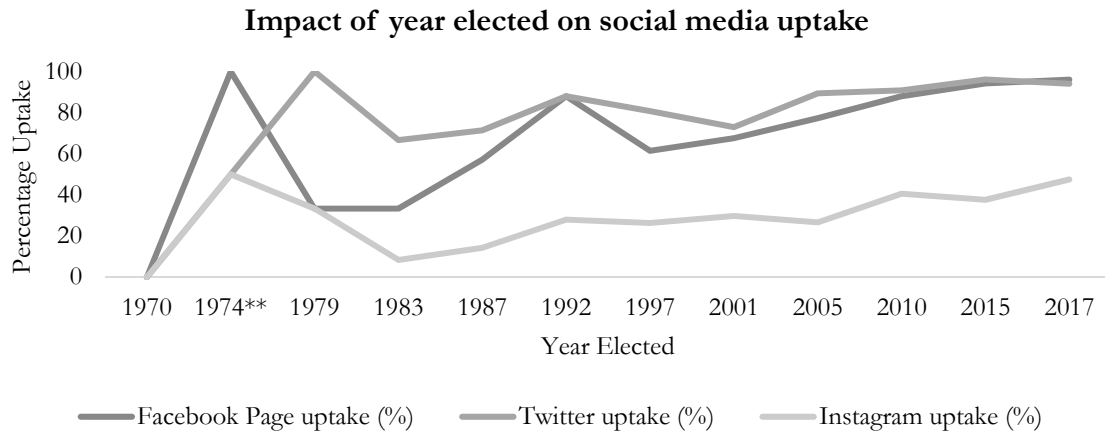 Impact of year elected on social media uptake
100
80
60
40
20
0
Percentage Uptake
1970 1974** 1979 1983 1987 1992 1997 2001 2005 2010 2015 2017
Year Elected
Facebook Page uptake (%) Twitter uptake (%) Instagram uptake (%)